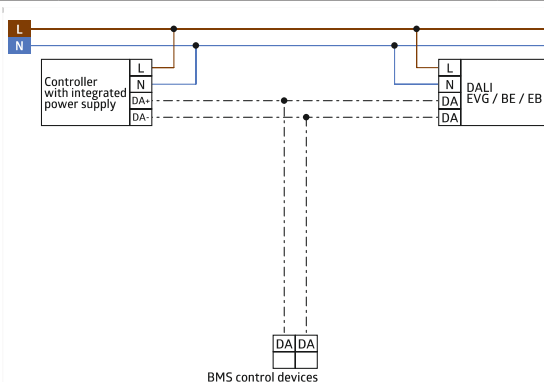 L
N
Controller
with integrated
power supply
L
N
DA+
DA-
L
N
DA
DA
DALI
EVG / BE / EB
DA DA
BMS control devices